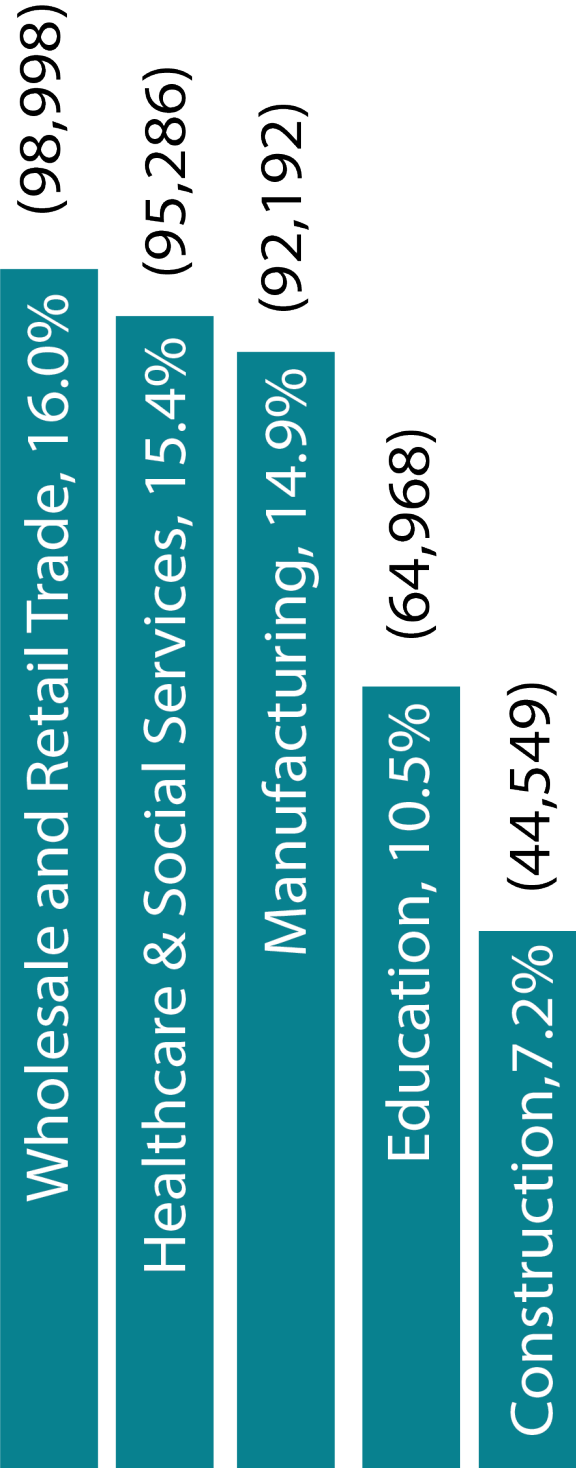 Wholesale and Retail Trade, 16.0%
(98,998)
Healthcare & Social Services, 15.4%
(95,286)
Manufacturing, 14.9%
(92,192)
Education, 10.5%
(64,968)
Construction,7.2%
(44,549)